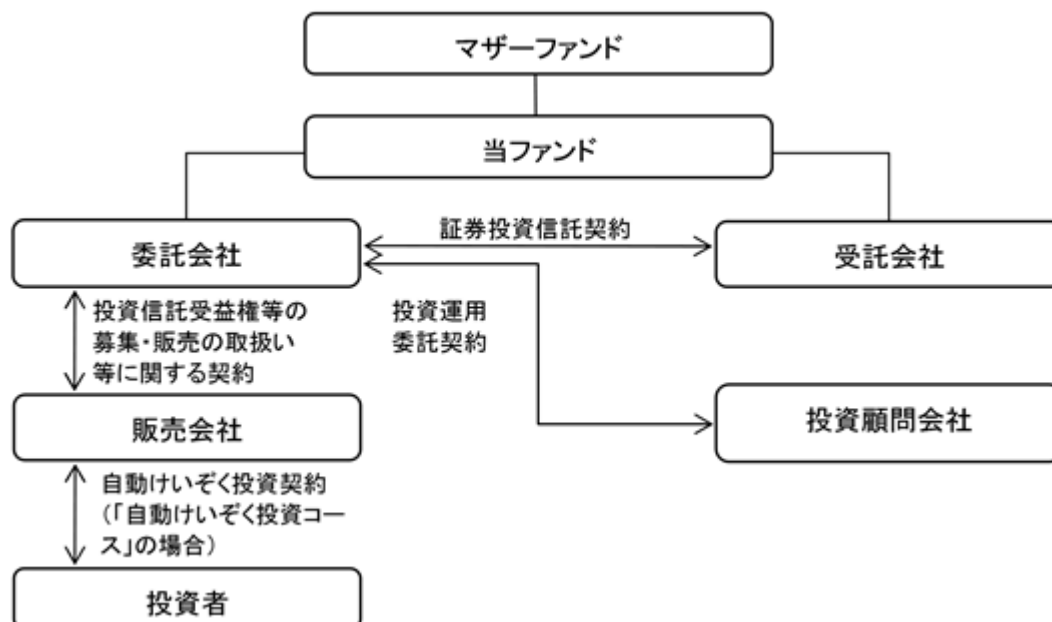 マザーファンド
当ファンド
証券投資信託契約
委託会社
受託会社
投資信託受益権等の
募集・販売の取扱い
等に関する契約
投資運用
委託契約
販売会社
投資顧問会社
自動けいぞく投資契約
(「自動けいぞく投資コー
ス」の場合)
投資者